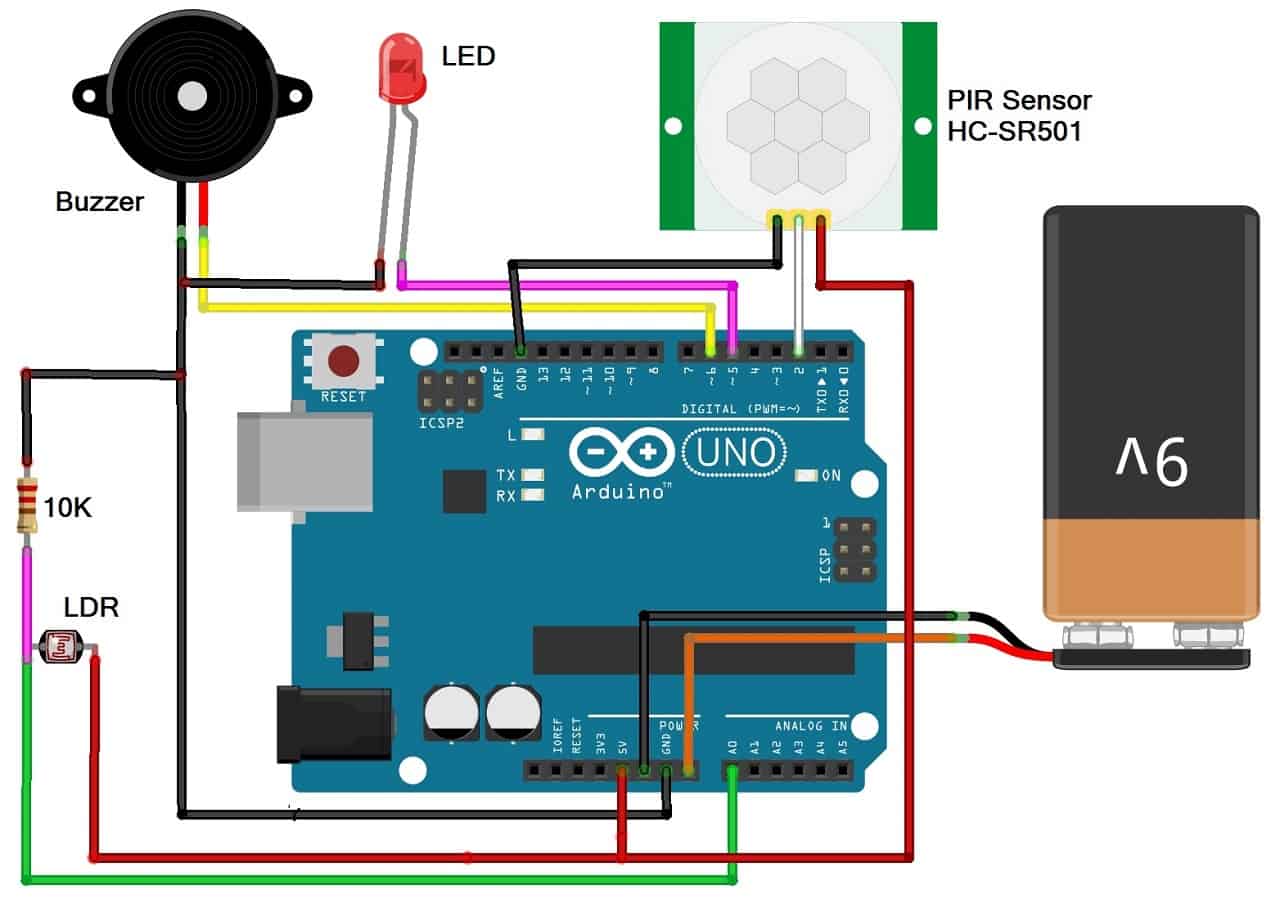 LED
PIR Sensor
HC-SR501
Buzzer
RESET
ICSP2
AREF
GND
13
12
~11
~10
~9
8
7
~6
~5
4
~3
2
TX0▶1
RX0◀0
DIGITAL (PWM=~)
L
TX
RX
UNO
Arduino™
ON
1
ICSP
10K
LDR
9V
IOREF
RESET
3V3
5V
GND
POWER
ANALOG IN
A0
A1
A2
A3
A4
A5